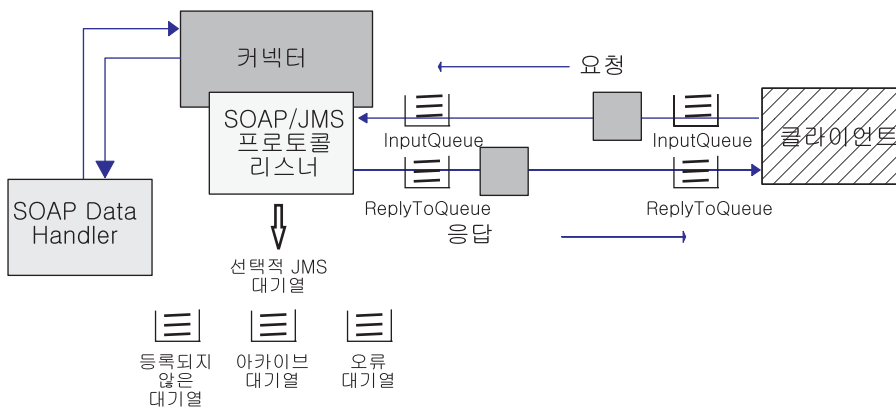 커넥터
요청
SOAP/JMS
프로토콜
리스너
InputQueue
InputQueue
클라이언트
SOAP Data
Handler
ReplyToQueue
ReplyToQueue
응답
선택적 JMS
대기열
등록되지
않은
대기열
아카이브
대기열
오류
대기열